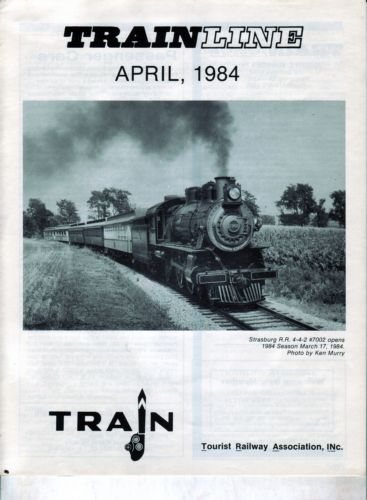 TRAINLINE
APRIL, 1984
Strasburg R.R. 4-4-2 #7002 opens
1984 Season March 17, 1984.
Photo by Ken Murry
TRAIN
Tourist Railway Association, INc.